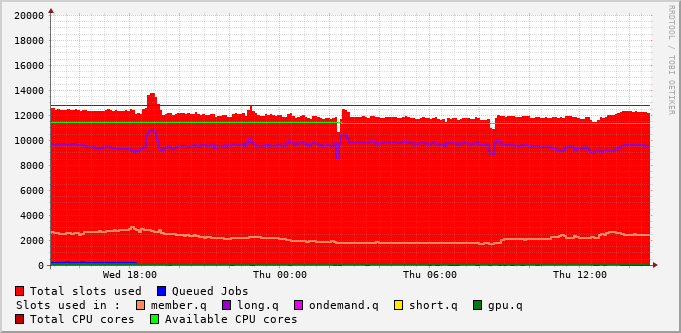 20000
18000
16000
14000
12000
10000
8000
6000
4000
2000
0
Wed 18:00 Thu 00:00 Thu 06:00 Thu 12:00
RRDTOOL / TOBI OETIKER
Total slots used Queued Jobs
Slots used in : member.q long.q ondemand.q short.q gpu.q
Total CPU cores Available CPU cores